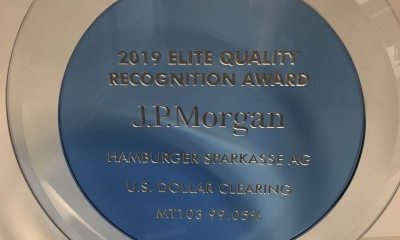 2019 ELITE QUALITY
RECOGNITION AWARD
J.P.Morgan
HAMBURGER SPARKASSE AG
U.S. DOLLAR CLEARING
MT103 99.05%